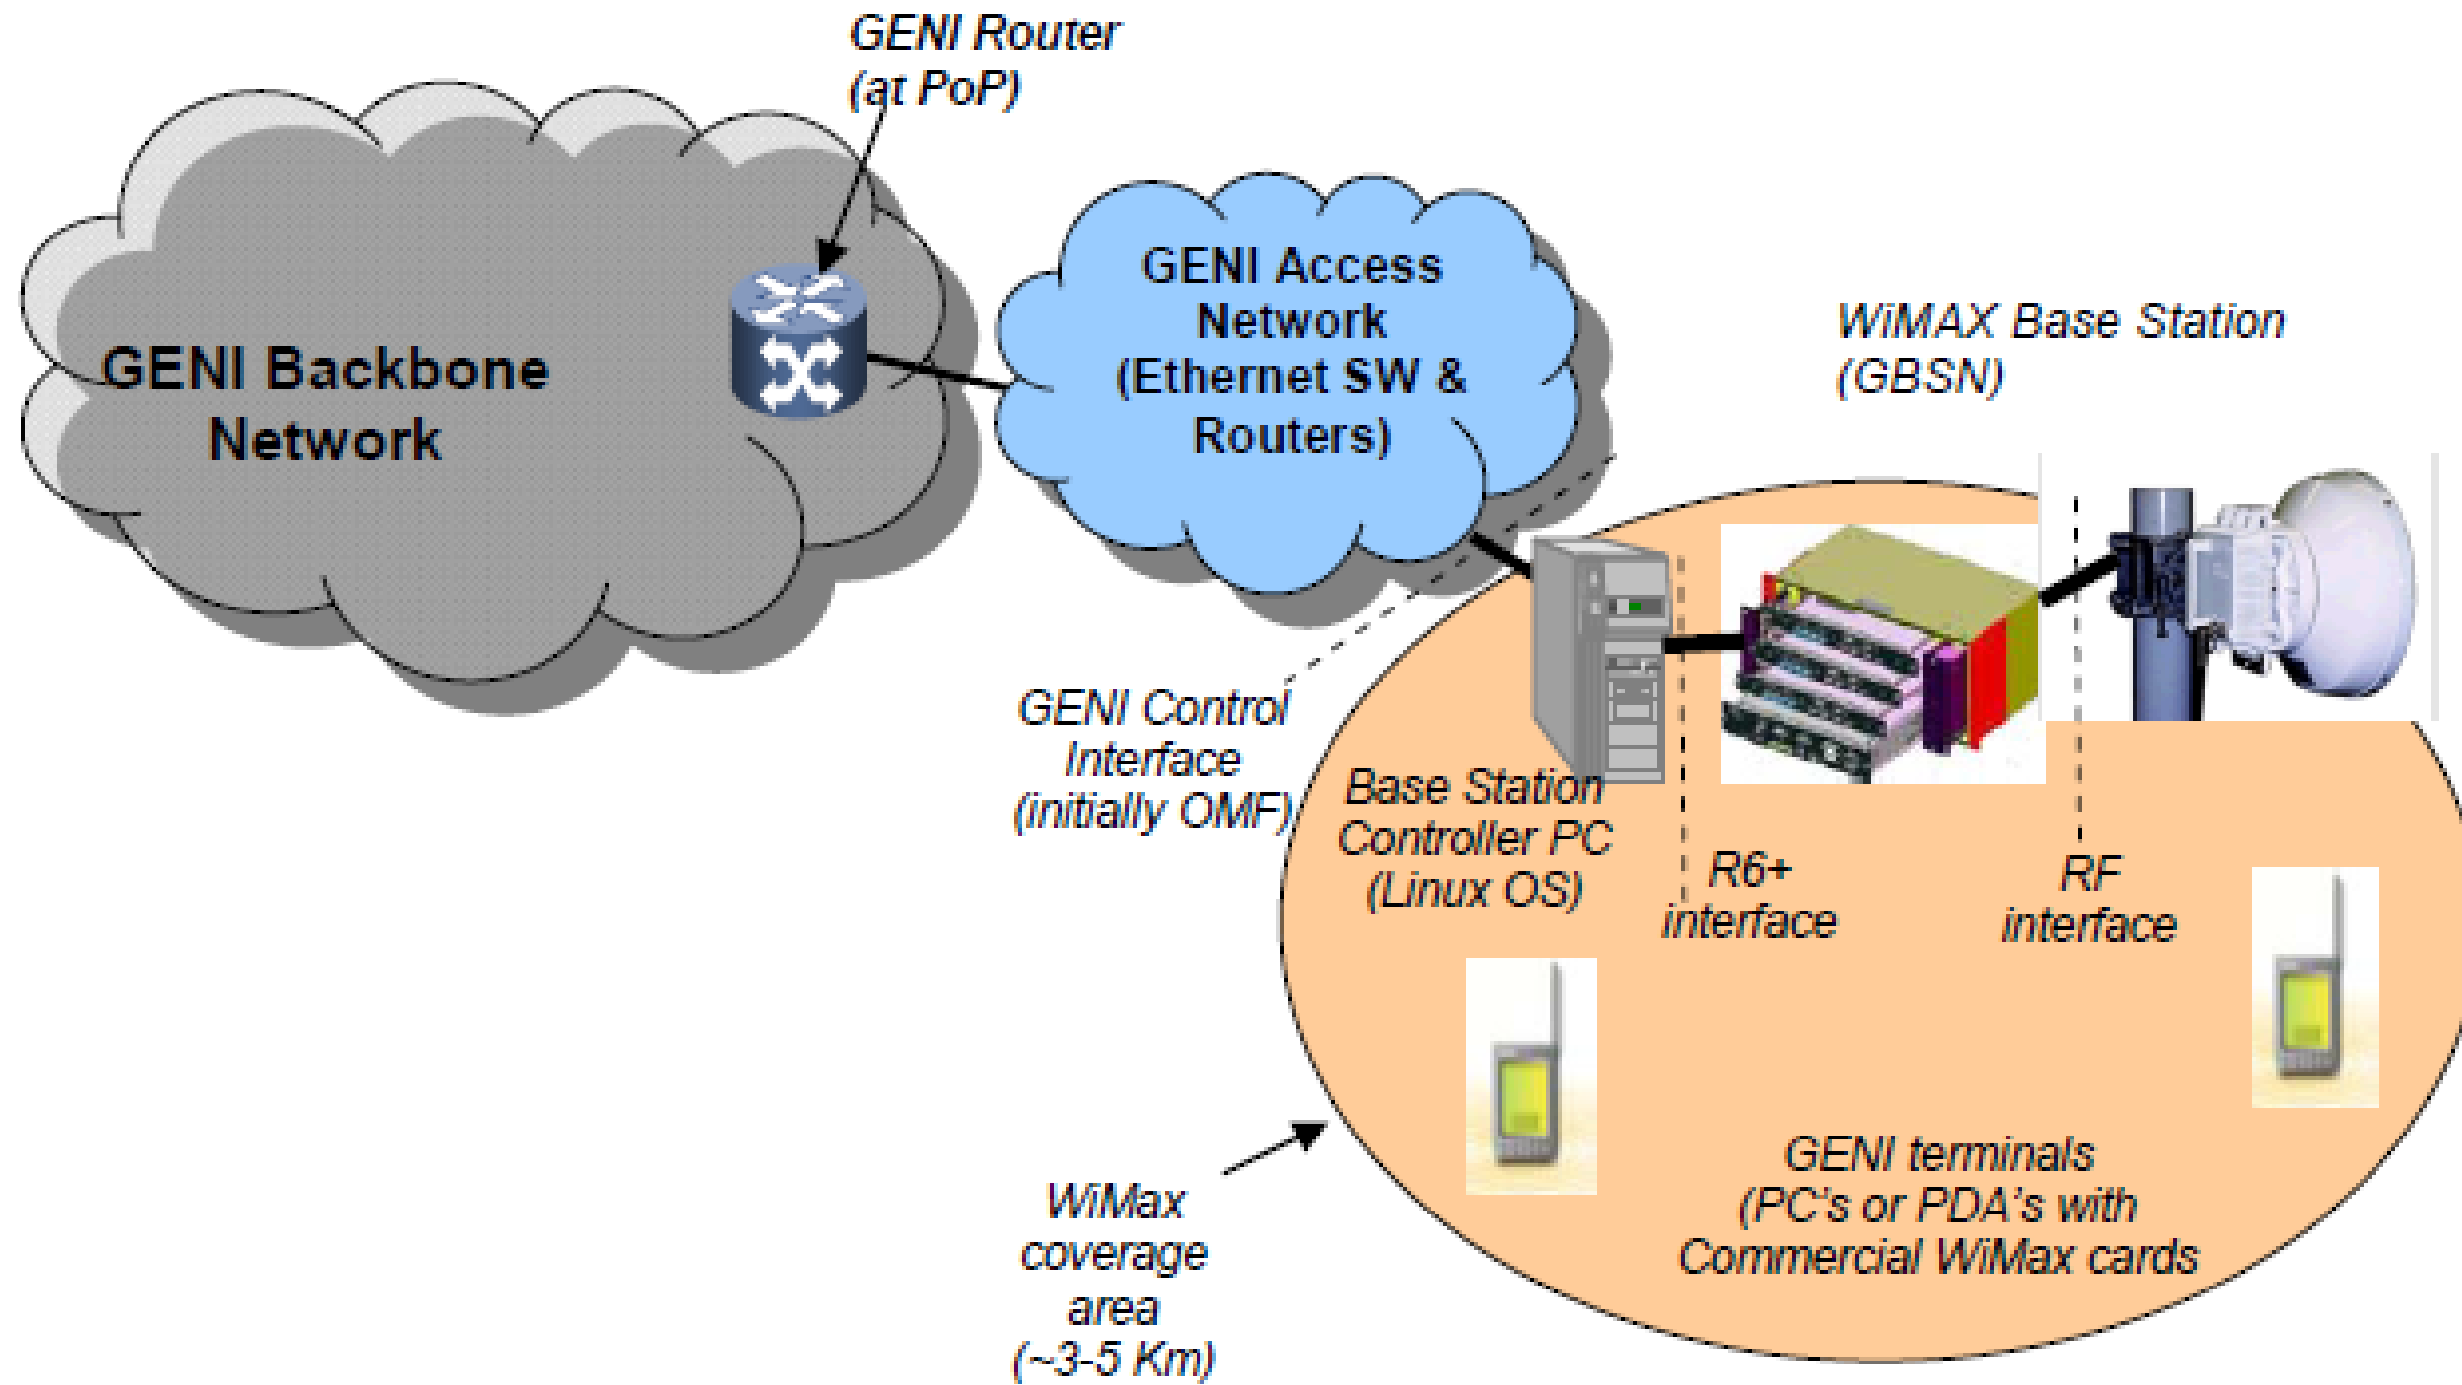 GENI Router
(at PoP)
GENI Backbone
Network
GENI Access
Network
(Ethernet SW &
Routers)
WiMAX Base Station
(GBSN)
GENI Control
Interface
(initially OMF)
Base Station
Controller PC
(Linux OS)
R6+
interface
RF
interface
GENI terminals
(PC's or PDA's with
Commercial WiMax cards
WiMax
coverage
area
(~3-5 Km)